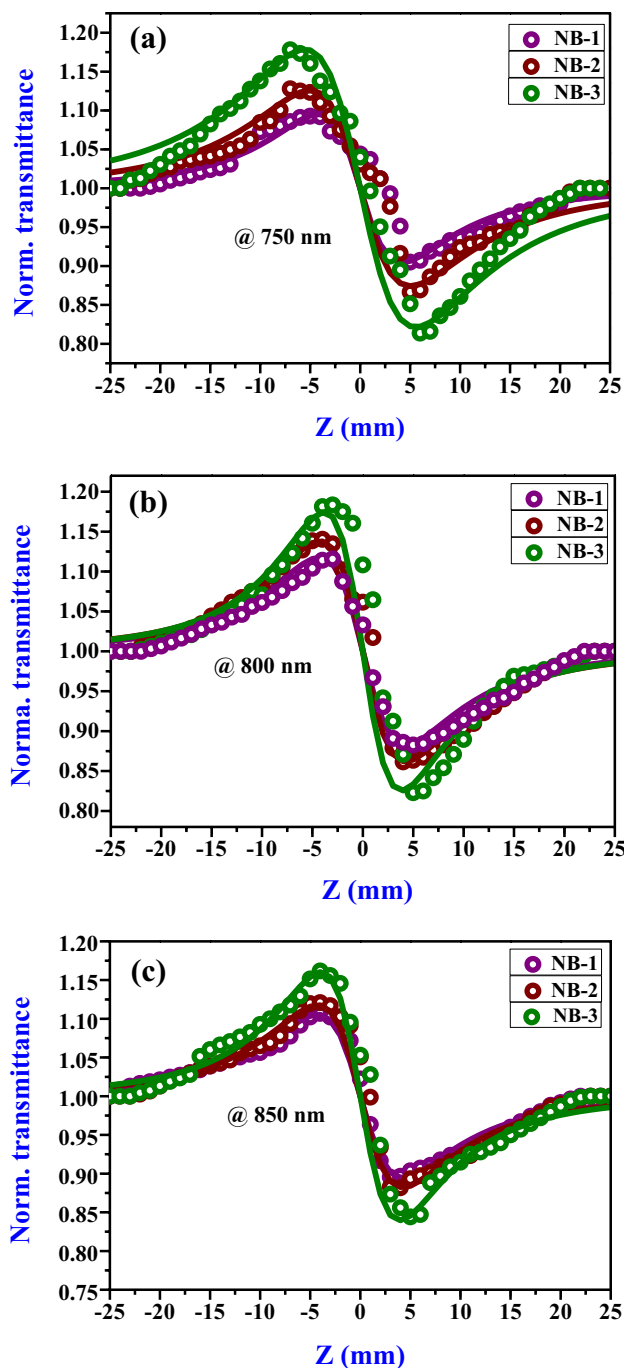 (a)
NB-1
NB-2
NB-3
1.20
1.15
1.10
1.05
1.00
0.95
0.90
0.85
0.80
Norm. transmittance
@ 750 nm
-25 -20 -15 -10 -5 0 5 10 15 20 25
Z (mm)
(b)
NB-1
NB-2
NB-3
1.20
1.15
1.10
1.05
1.00
0.95
0.90
0.85
0.80
Norma. transmittance
@ 800 nm
-25 -20 -15 -10 -5 0 5 10 15 20 25
Z (mm)
(c)
NB-1
NB-2
NB-3
1.20
1.15
1.10
1.05
1.00
0.95
0.90
0.85
0.80
0.75
Norm. transmittance
@ 850 nm
-25 -20 -15 -10 -5 0 5 10 15 20 25
Z (mm)